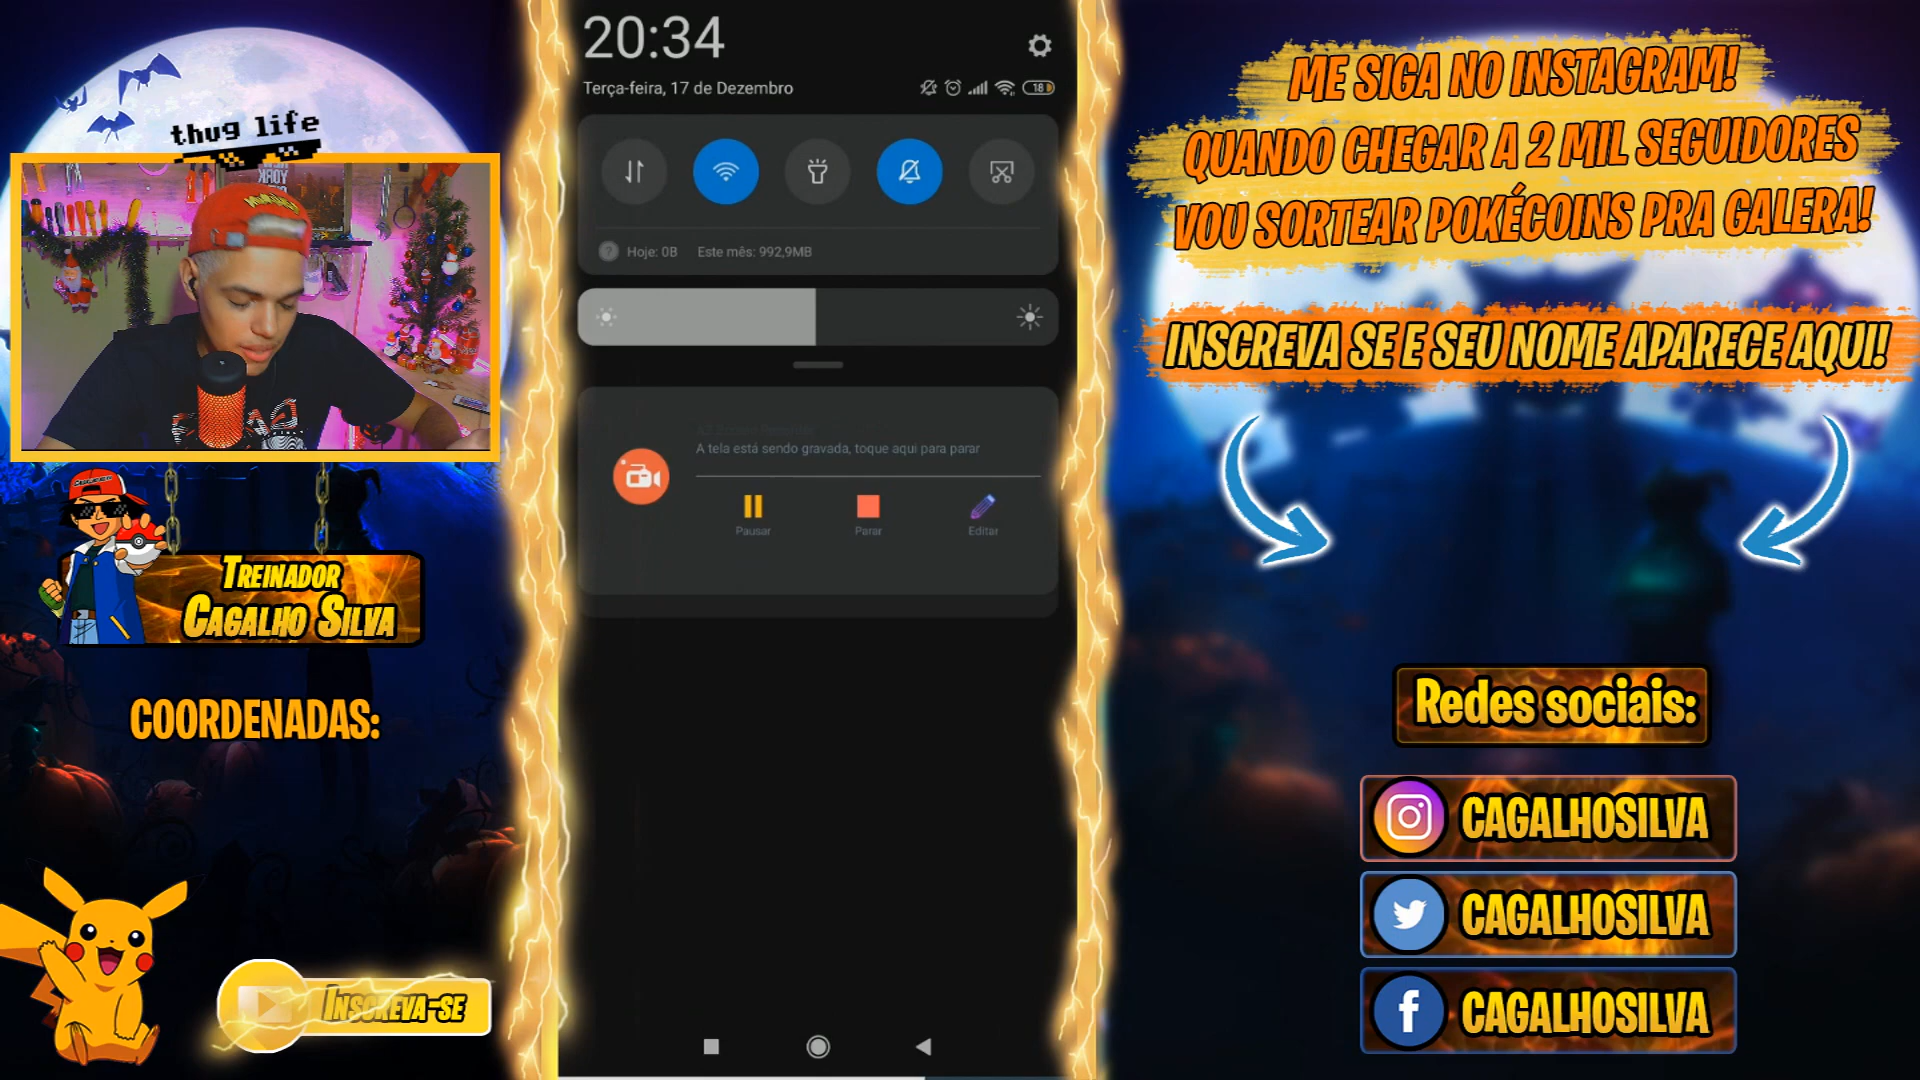 thug life
NEW
YORK
CAGALHOSILVA
TREINADOR
CAGALHO SILVA
COORDENADAS:
INSCREVA-SE
20:34
Terça-feira, 17 de Dezembro
18
Hoje: 0B Este mês: 992,9MB
A tela está sendo gravada, toque aqui para parar
Pausar Parar Editar
ME SIGA NO INSTAGRAM!
QUANDO CHEGAR A 2 MIL SEGUIDORES
VOU SORTEAR POKÉCOINS PRA GALERA!
INSCREVA SE E SEU NOME APARECE AQUI!
Redes sociais:
CAGALHOSILVA
CAGALHOSILVA
CAGALHOSILVA